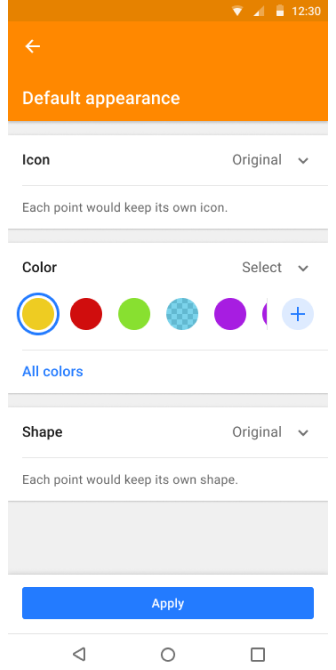 12:30
Default appearance
Icon
Original
Each point would keep its own icon.
Color
Select
All colors
Shape
Original
Each point would keep its own shape.
Apply